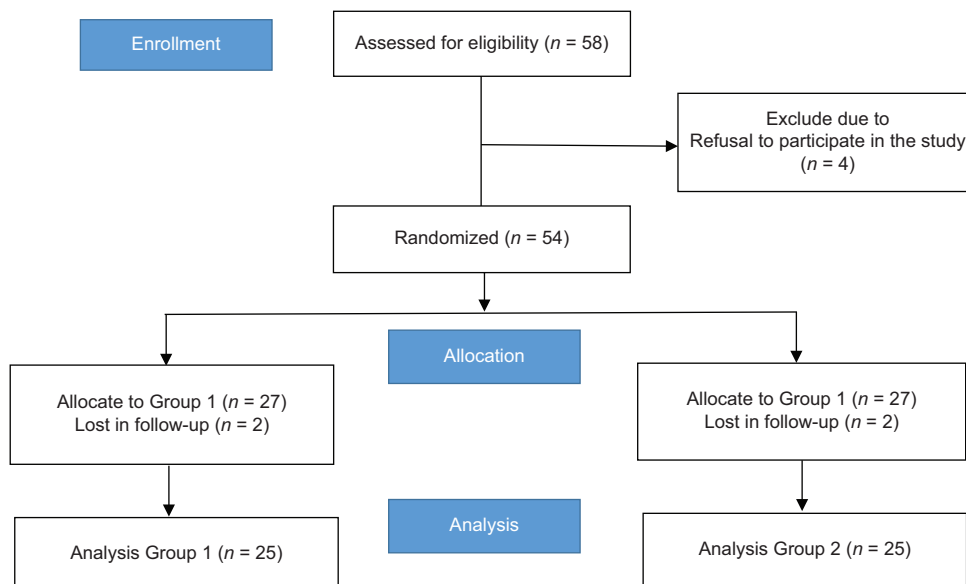 Enrollment
Assessed for eligibility (n = 58)
Exclude due to
Refusal to participate in the study
(n = 4)
Randomized (n = 54)
Allocation
Allocate to Group 1 (n = 27)
Lost in follow-up (n = 2)
Allocate to Group 1 (n = 27)
Lost in follow-up (n = 2)
Analysis
Analysis Group 1 (n = 25)
Analysis Group 2 (n = 25)